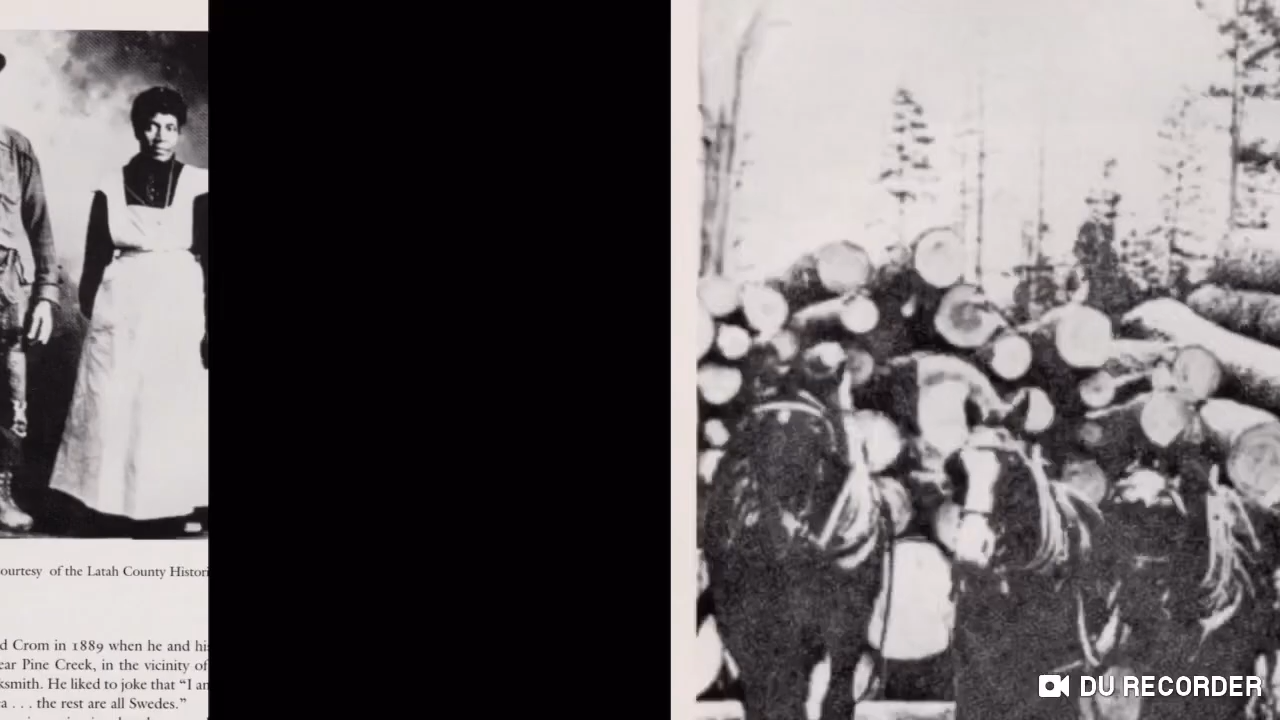 ourtesy of the Latah County Histori
d Crom in 1889 when he and his
ear Pine Creek, in the vicinity of
ksmith. He liked to joke that “I am
a . . . the rest are all Swedes.”
DU RECORDER